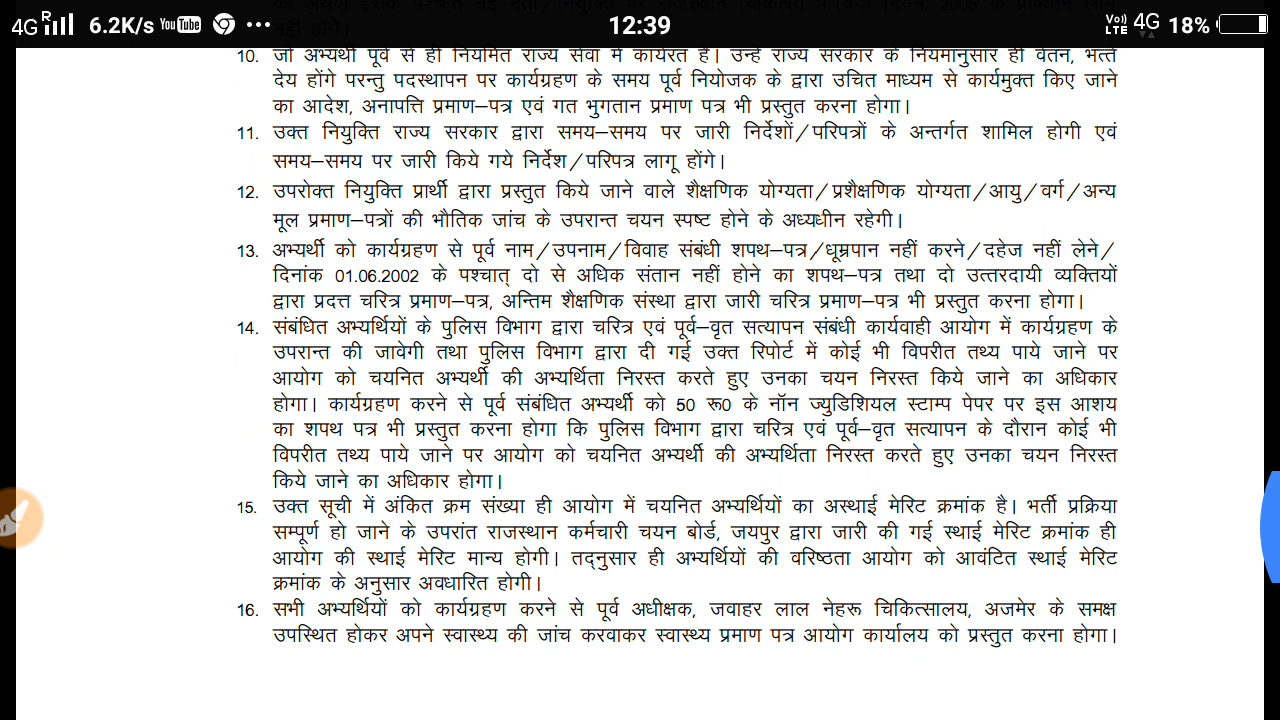 4G R 6.2K/s YouTube 12:39 Vo)) LTE 4G 18%
नहीं होंगे।
10. जो अभ्यर्थी पूर्व से ही नियमित राज्य सेवा में कार्यरत हैं। उन्हें राज्य सरकार के नियमानुसार ही वेतन, भत्ते
देय होंगे परन्तु पदस्थापन पर कार्यग्रहण के समय पूर्व नियोजक के द्वारा उचित माध्यम से कार्यमुक्त किए जाने
का आदेश, अनापत्ति प्रमाण–पत्र एवं गत भुगतान प्रमाण पत्र भी प्रस्तुत करना होगा।
11. उक्त नियुक्ति राज्य सरकार द्वारा समय–समय पर जारी निर्देशों/परिपत्रों के अन्तर्गत शामिल होगी एवं
समय–समय पर जारी किये गये निर्देश/परिपत्र लागू होंगे।
12. उपरोक्त नियुक्ति प्रार्थी द्वारा प्रस्तुत किये जाने वाले शैक्षणिक योग्यता/प्रशैक्षणिक योग्यता/आयु/वर्ग/अन्य
मूल प्रमाण–पत्रों की भौतिक जांच के उपरान्त चयन स्पष्ट होने के अध्यधीन रहेगी।
13. अभ्यर्थी को कार्यग्रहण से पूर्व नाम/उपनाम/विवाह संबंधी शपथ–पत्र/धूम्रपान नहीं करने/दहेज नहीं लेने/
दिनांक 01.06.2002 के पश्चात् दो से अधिक संतान नहीं होने का शपथ–पत्र तथा दो उत्तरदायी व्यक्तियों
द्वारा प्रदत्त चरित्र प्रमाण–पत्र, अन्तिम शैक्षणिक संस्था द्वारा जारी चरित्र प्रमाण–पत्र भी प्रस्तुत करना होगा।
14. संबंधित अभ्यर्थियों के पुलिस विभाग द्वारा चरित्र एवं पूर्व–वृत सत्यापन संबंधी कार्यवाही आयोग में कार्यग्रहण के
उपरान्त की जावेगी तथा पुलिस विभाग द्वारा दी गई उक्त रिपोर्ट में कोई भी विपरीत तथ्य पाये जाने पर
आयोग को चयनित अभ्यर्थी की अभ्यर्थिता निरस्त करते हुए उनका चयन निरस्त किये जाने का अधिकार
होगा। कार्यग्रहण करने से पूर्व संबंधित अभ्यर्थी को 50 रू0 के नॉन ज्युडिशियल स्टाम्प पेपर पर इस आशय
का शपथ पत्र भी प्रस्तुत करना होगा कि पुलिस विभाग द्वारा चरित्र एवं पूर्व–वृत सत्यापन के दौरान कोई भी
विपरीत तथ्य पाये जाने पर आयोग को चयनित अभ्यर्थी की अभ्यर्थिता निरस्त करते हुए उनका चयन निरस्त
किये जाने का अधिकार होगा।
15. उक्त सूची में अंकित क्रम संख्या ही आयोग में चयनित अभ्यर्थियों का अस्थाई मेरिट क्रमांक है। भर्ती प्रक्रिया
सम्पूर्ण हो जाने के उपरांत राजस्थान कर्मचारी चयन बोर्ड, जयपुर द्वारा जारी की गई स्थाई मेरिट क्रमांक ही
आयोग की स्थाई मेरिट मान्य होगी। तद्नुसार ही अभ्यर्थियों की वरिष्ठता आयोग को आवंटित स्थाई मेरिट
क्रमांक के अनुसार अवधारित होगी।
16. सभी अभ्यर्थियों को कार्यग्रहण करने से पूर्व अधीक्षक, जवाहर लाल नेहरू चिकित्सालय, अजमेर के समक्ष
उपस्थित होकर अपने स्वास्थ्य की जांच करवाकर स्वास्थ्य प्रमाण पत्र आयोग कार्यालय को प्रस्तुत करना होगा।